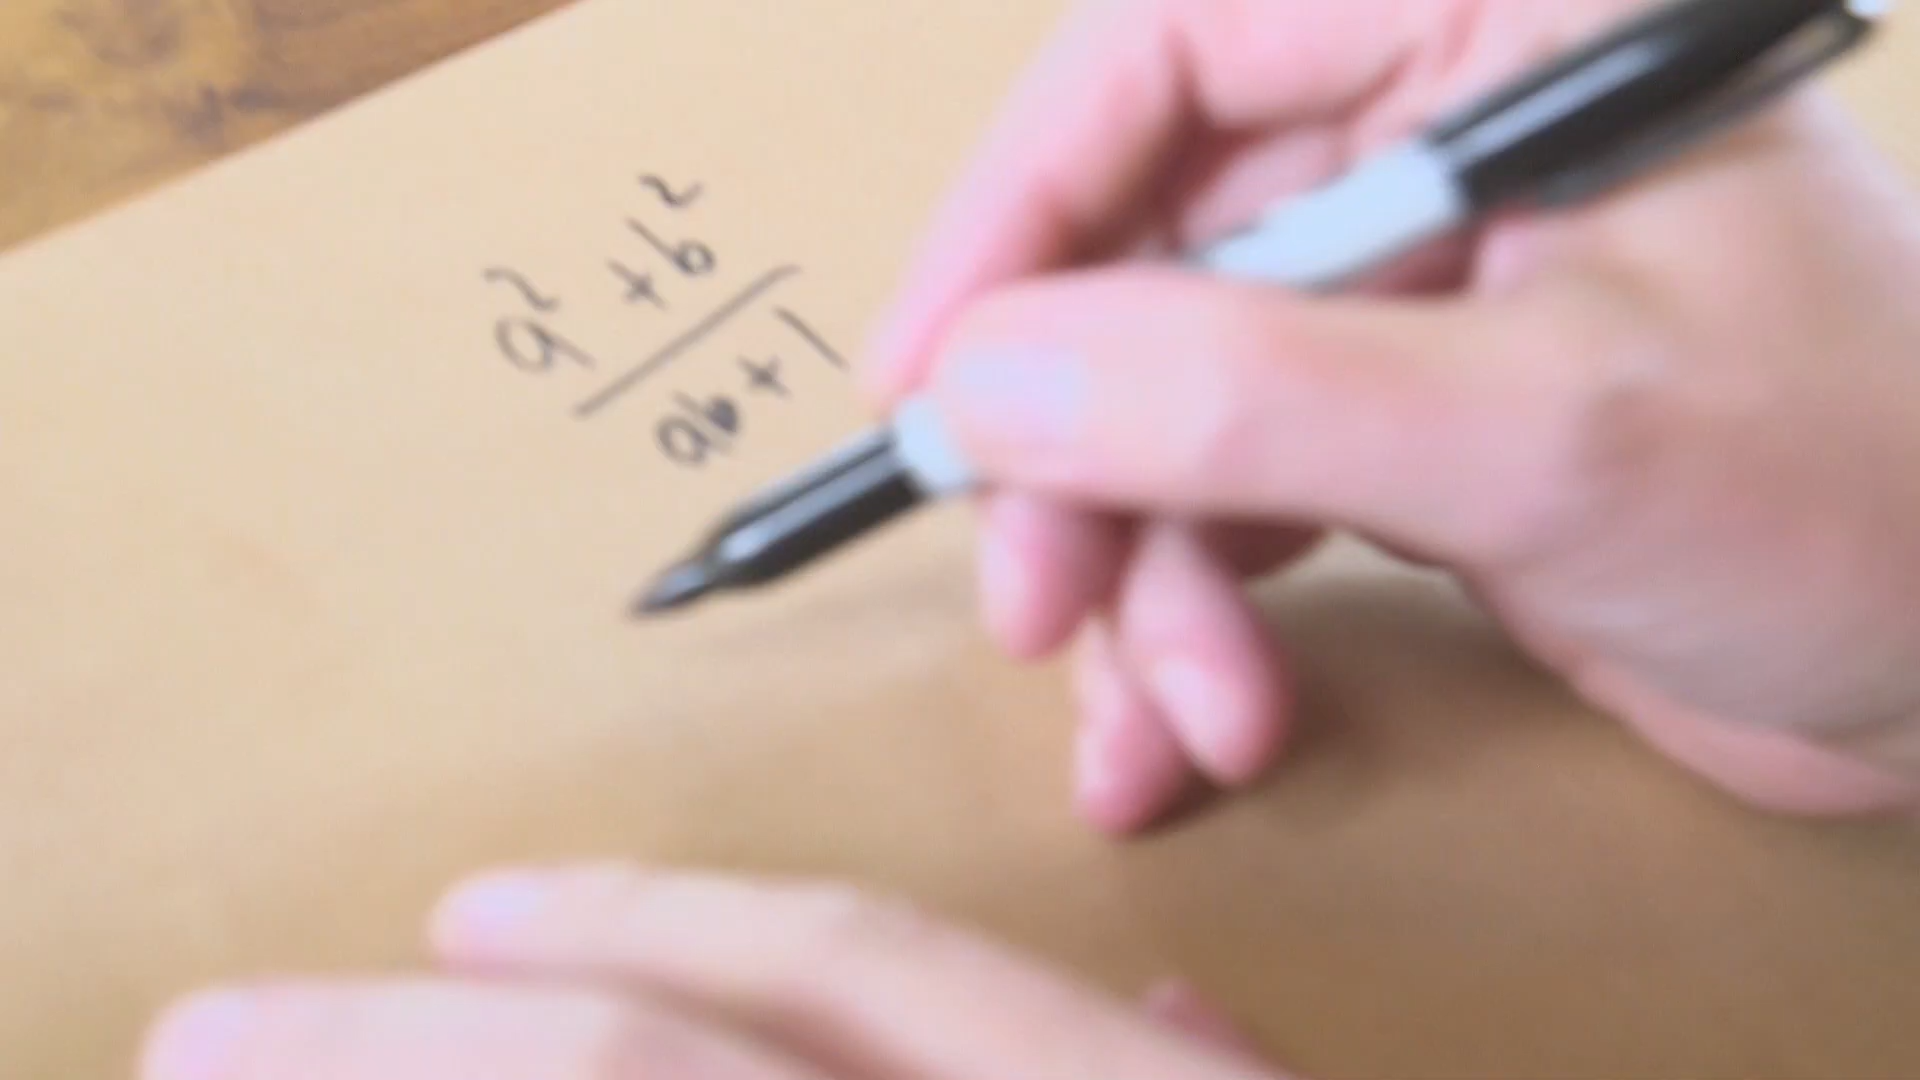 a² + b²
ab + 1